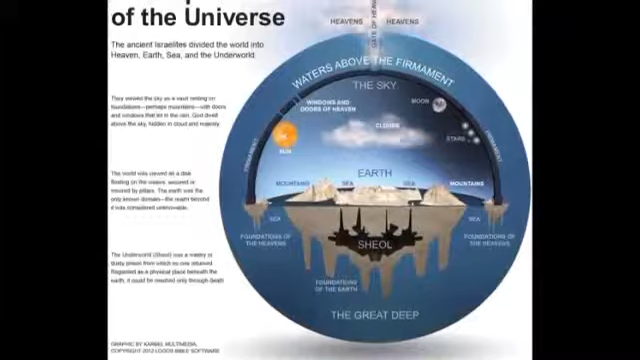 of the Universe
The ancient Israelites divided the world into
Heaven, Earth, Sea, and the Underworld.
They viewed the sky as a vault resting on
foundations—perhaps mountains—with doors
and windows that let in the rain. God dwelt
above the sky, hidden in cloud and majesty.
The world was viewed as a disk
floating on the waters, secured or
moored by pillars. The earth was the
only known domain—the realm beyond
it was considered unknowable.
The Underworld (Sheol) was a watery or
dusty prison from which no one returned.
Regarded as a physical place beneath the
earth, it could be reached only through death.
GRAPHIC BY KARBEL MULTIMEDIA,
COPYRIGHT 2012 LOGOS BIBLE SOFTWARE
HEAVENS
HEAVENS
WATERS ABOVE THE FIRMAMENT
THE SKY
WINDOWS AND
DOORS OF HEAVEN
MOON
CLOUDS
STARS
SUN
FIRMAMENT
FIRMAMENT
EARTH
MOUNTAINS
SEA
SEA
MOUNTAINS
SEA
SEA
FOUNDATIONS OF
THE HEAVENS
FOUNDATIONS OF
THE HEAVENS
SHEOL
FOUNDATIONS
OF THE EARTH
THE GREAT DEEP